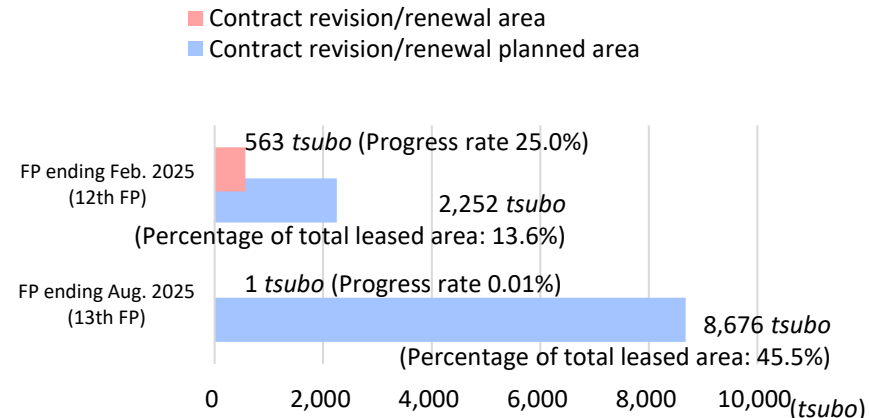 Contract revision/renewal area
Contract revision/renewal planned area
563 tsubo (Progress rate 25.0%)
FP ending Feb. 2025
(12th FP)
2,252 tsubo
(Percentage of total leased area: 13.6%)
1 tsubo (Progress rate 0.01%)
FP ending Aug. 2025
(13th FP)
8,676 tsubo
(Percentage of total leased area: 45.5%)
0 2,000 4,000 6,000 8,000 10,000 (tsubo)